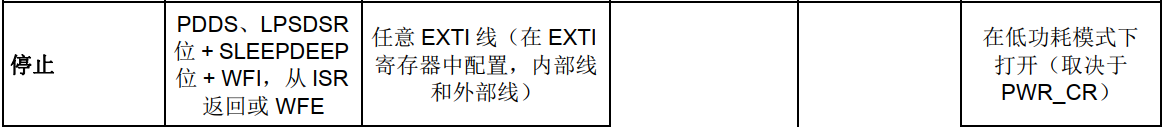 停止
PDDS、LPSDSR
位 + SLEEPDEEP
位 + WFI，从 ISR
返回或 WFE
任意 EXTI 线（在 EXTI
寄存器中配置，内部线
和外部线）
在低功耗模式下
打开（取决于
PWR_CR）